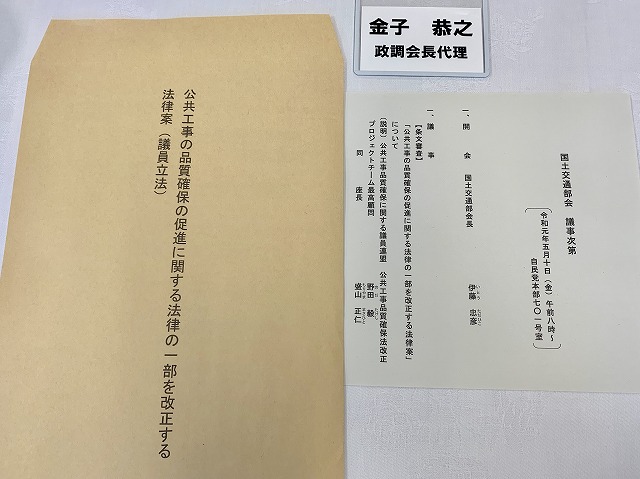 金子 恭之
政調会長代理
公共工事の品質確保の促進に関する法律の一部を改正する
法律案(議員立法)
国土交通部会 議事次第
令和元年五月十日(金)午前八時～
自民党本部七〇一号室
一、開 会 国土交通部会長 伊藤 忠彦
一、議 事
【条文審査】
「公共工事の品質確保の促進に関する法律の一部を改正する法律案」
について
(説明)公共工事品質確保に関する議員連盟 公共工事品質確保法改正
プロジェクトチーム最高顧問 野田 毅
同 座長 盛山 正仁